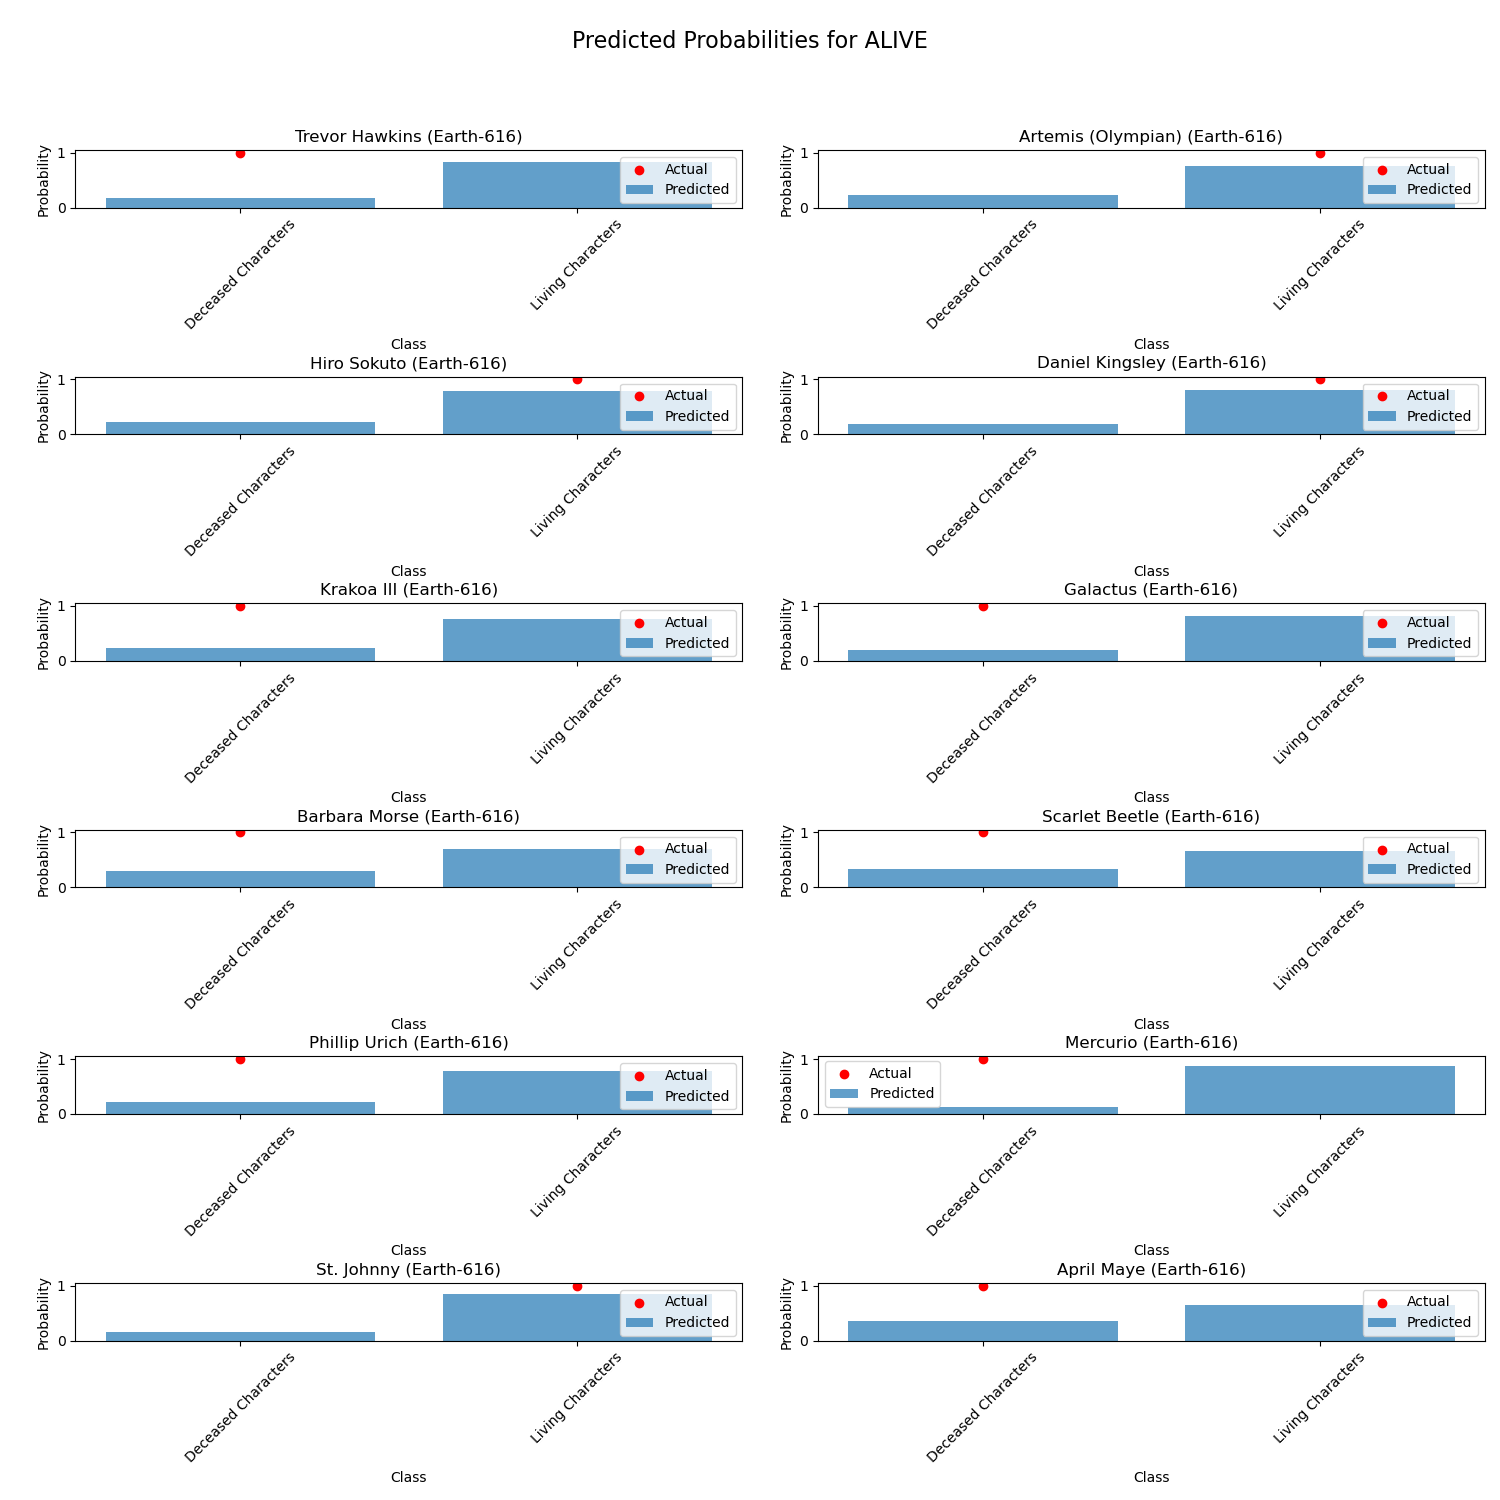 Predicted Probabilities for ALIVE
Trevor Hawkins (Earth-616)
Probability
1
0
Actual
Predicted
Deceased Characters
Living Characters
Class
Artemis (Olympian) (Earth-616)
Probability
1
0
Actual
Predicted
Deceased Characters
Living Characters
Class
Hiro Sokuto (Earth-616)
Probability
1
0
Actual
Predicted
Deceased Characters
Living Characters
Class
Daniel Kingsley (Earth-616)
Probability
1
0
Actual
Predicted
Deceased Characters
Living Characters
Class
Krakoa III (Earth-616)
Probability
1
0
Actual
Predicted
Deceased Characters
Living Characters
Class
Galactus (Earth-616)
Probability
1
0
Actual
Predicted
Deceased Characters
Living Characters
Class
Barbara Morse (Earth-616)
Probability
1
0
Actual
Predicted
Deceased Characters
Living Characters
Class
Scarlet Beetle (Earth-616)
Probability
1
0
Actual
Predicted
Deceased Characters
Living Characters
Class
Phillip Urich (Earth-616)
Probability
1
0
Actual
Predicted
Deceased Characters
Living Characters
Class
Mercurio (Earth-616)
Probability
1
0
Actual
Predicted
Deceased Characters
Living Characters
Class
St. Johnny (Earth-616)
Probability
1
0
Actual
Predicted
Deceased Characters
Living Characters
Class
April Maye (Earth-616)
Probability
1
0
Actual
Predicted
Deceased Characters
Living Characters
Class